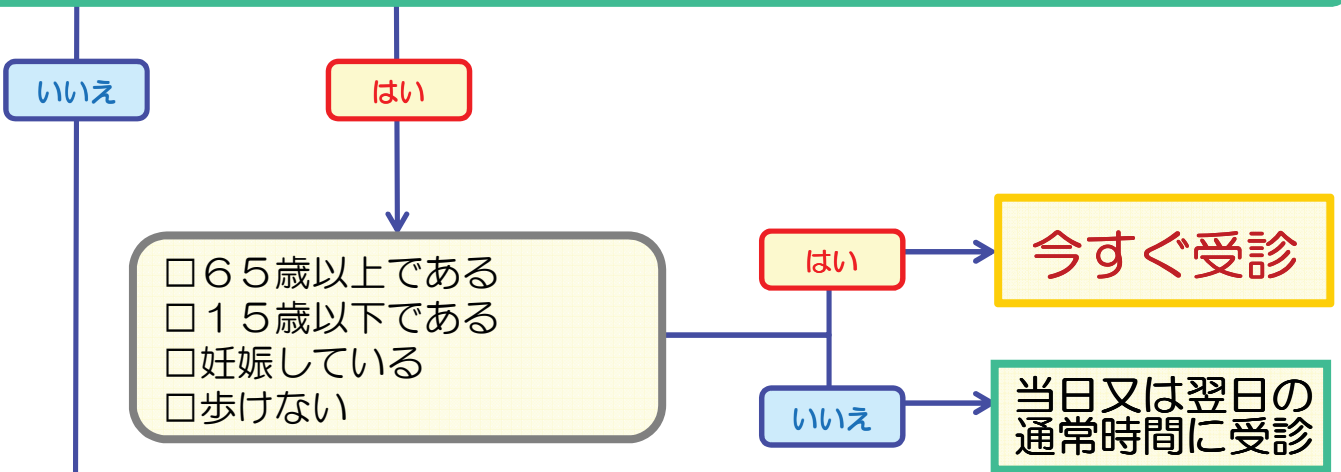 いいえ
はい
□６５歳以上である
□１５歳以下である
□妊娠している
□歩けない
はい
今すぐ受診
いいえ
当日又は翌日の
通常時間に受診